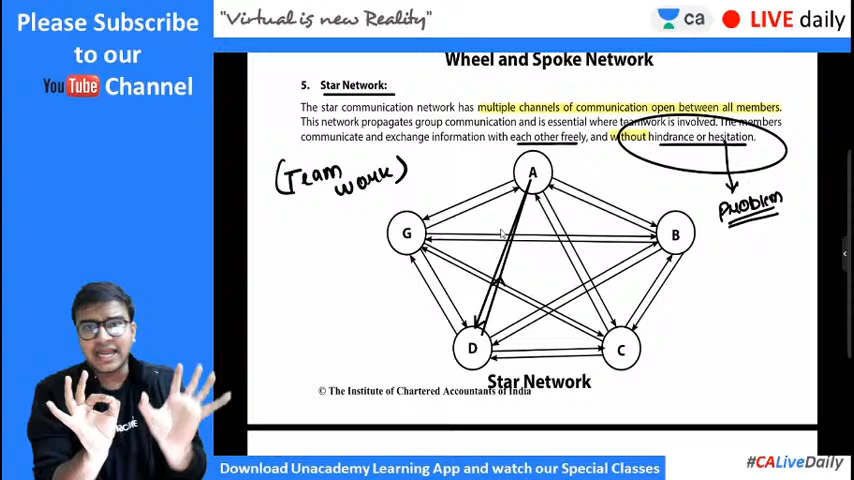 Please Subscribe
to our
YouTube Channel
"Virtual is new Reality"
ca
LIVE daily
Wheel and Spoke Network
5. Star Network:
The star communication network has multiple channels of communication open between all members.
This network propagates group communication and is essential where teamwork is involved. The members
communicate and exchange information with each other freely, and without hindrance or hesitation.
(Team
work)
Problem
A
G
B
D
C
Star Network
© The Institute of Chartered Accountants of India
Download Unacademy Learning App and watch our Special Classes
#CALiveDaily